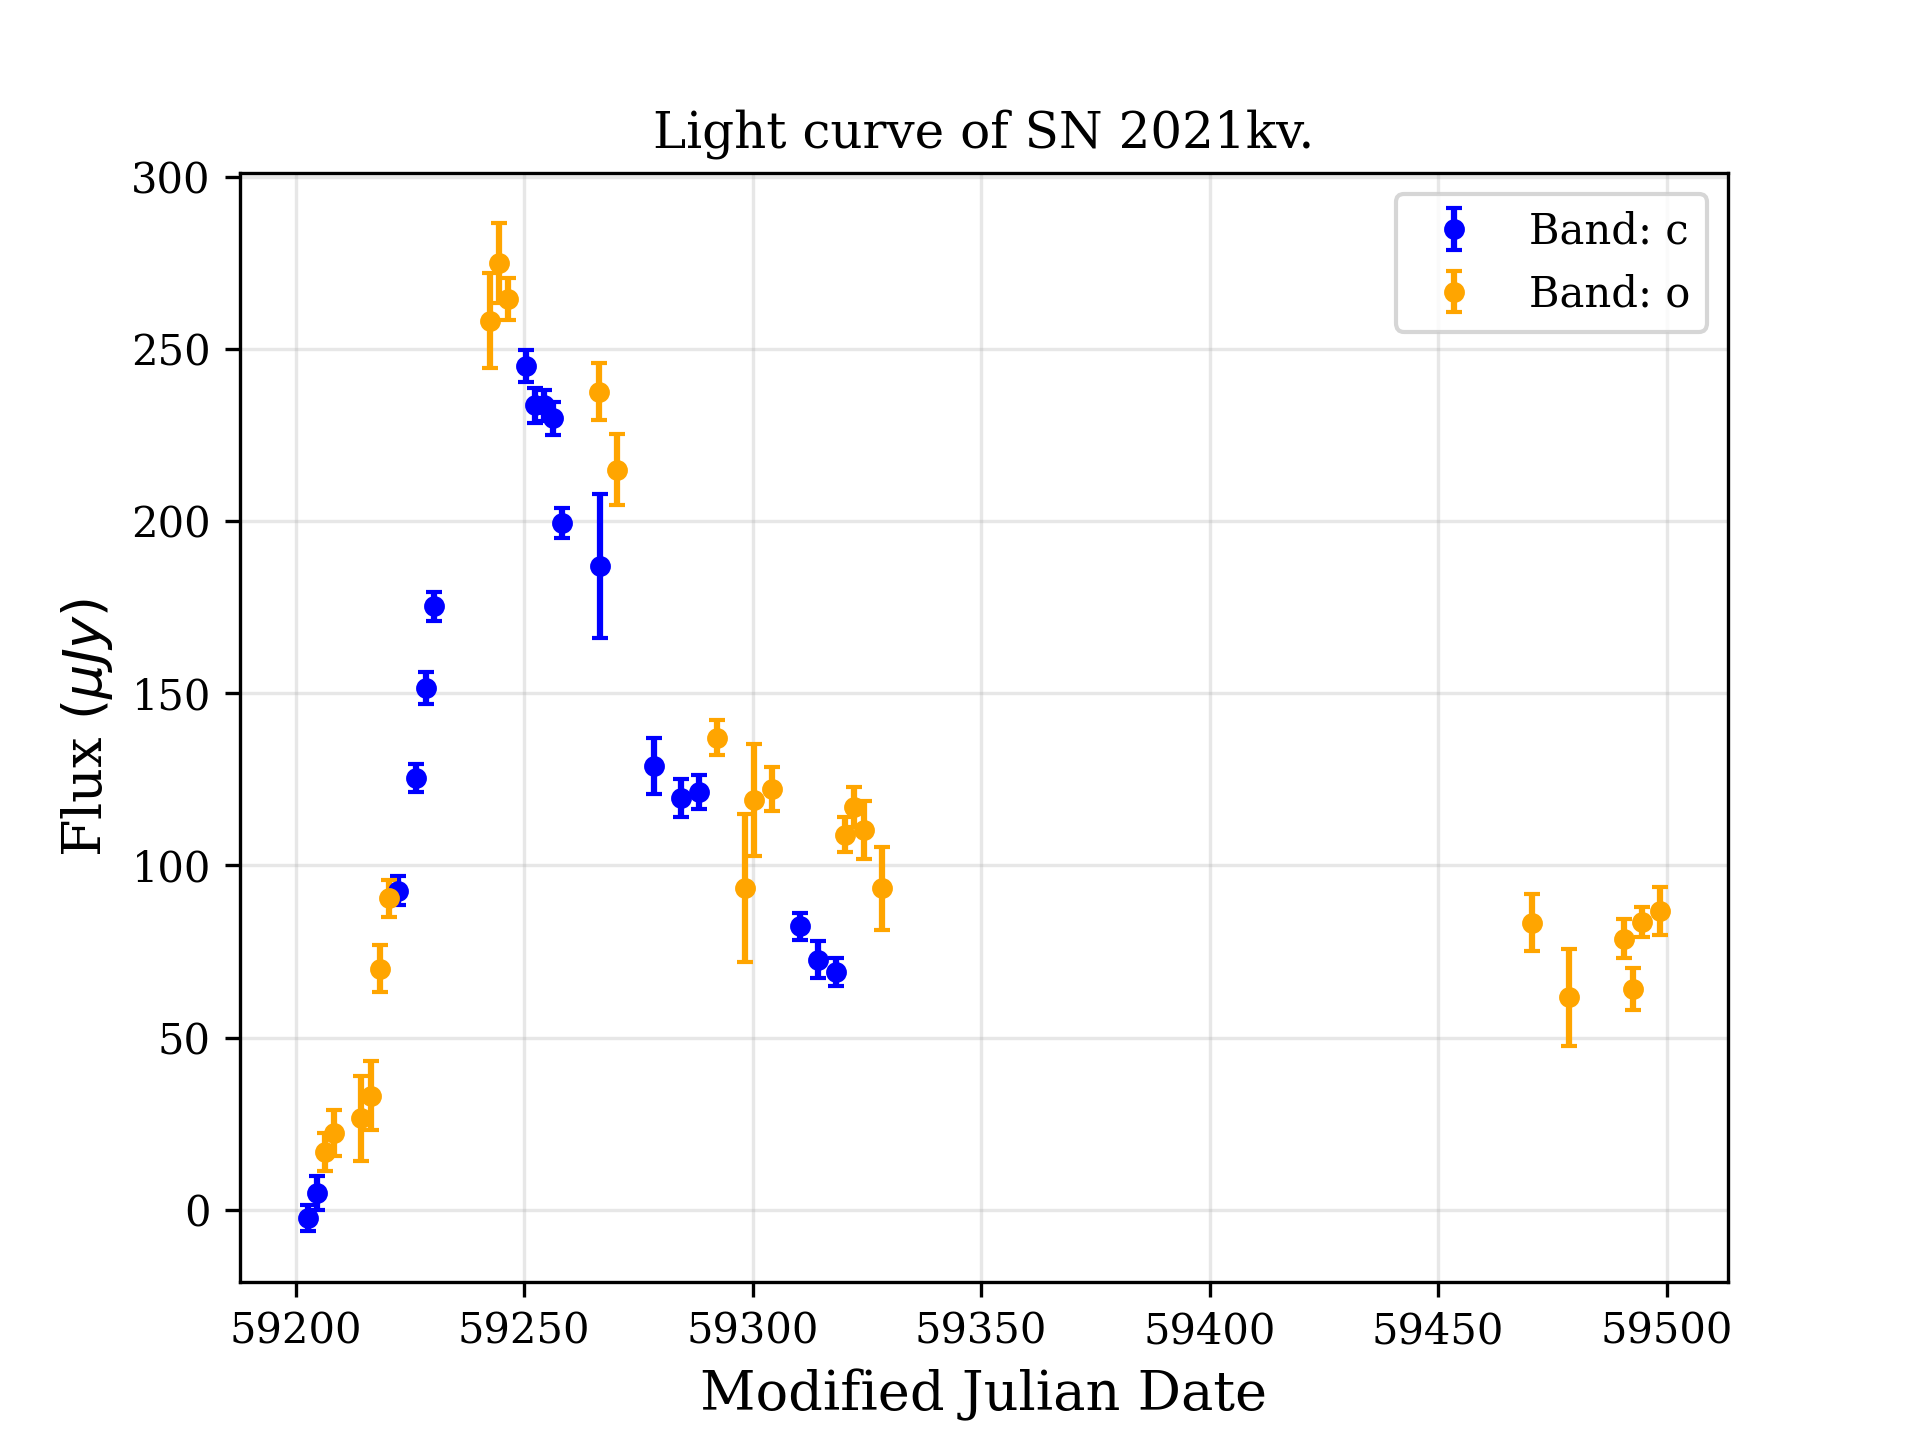 Light curve of SN 2021kv.
300
250
200
150
100
50
0
Flux (μJy)
Band: c
Band: o
59200 59250 59300 59350 59400 59450 59500
Modified Julian Date